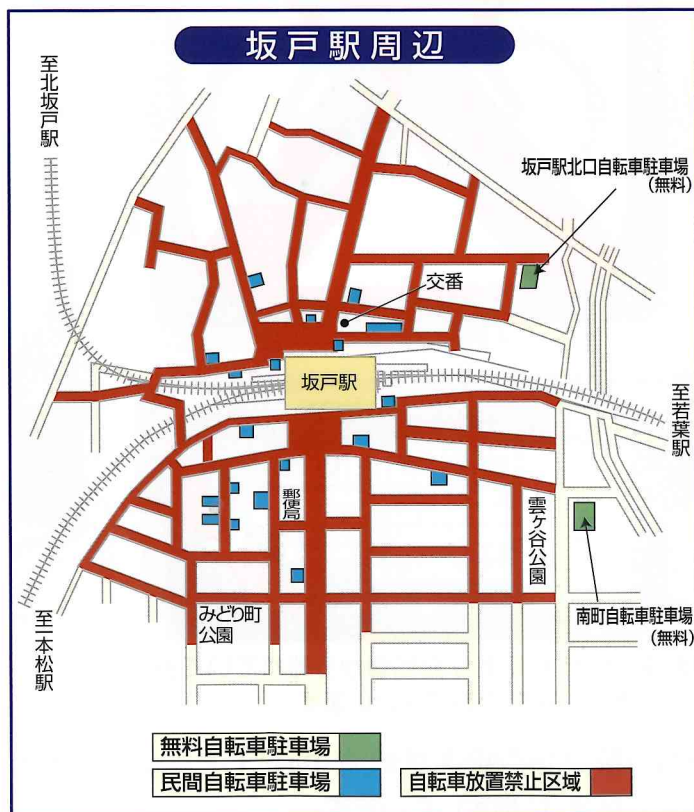 坂戸駅周辺
至北坂戸駅
坂戸駅北口自転車駐車場
(無料)
交番
坂戸駅
至若葉駅
郵便局
雲ヶ谷公園
みどり町
公園
至一本松駅
南町自転車駐車場
(無料)
無料自転車駐車場
民間自転車駐車場
自転車放置禁止区域